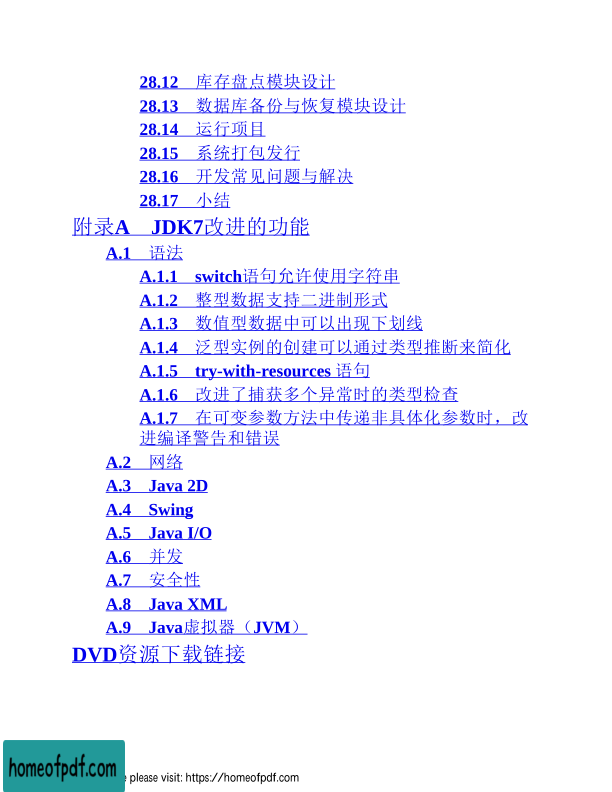 28.12 库存盘点模块设计
28.13 数据库备份与恢复模块设计
28.14 运行项目
28.15 系统打包发行
28.16 开发常见问题与解决
28.17 小结
附录A JDK7改进的功能
A.1 语法
A.1.1 switch语句允许使用字符串
A.1.2 整型数据支持二进制形式
A.1.3 数值型数据中可以出现下划线
A.1.4 泛型实例的创建可以通过类型推断来简化
A.1.5 try-with-resources 语句
A.1.6 改进了捕获多个异常时的类型检查
A.1.7 在可变参数方法中传递非具体化参数时，改
进编译警告和错误
A.2 网络
A.3 Java 2D
A.4 Swing
A.5 Java I/O
A.6 并发
A.7 安全性
A.8 Java XML
A.9 Java虚拟器（JVM）
DVD资源下载链接
homeofpdf.com
please visit: https://homeofpdf.com